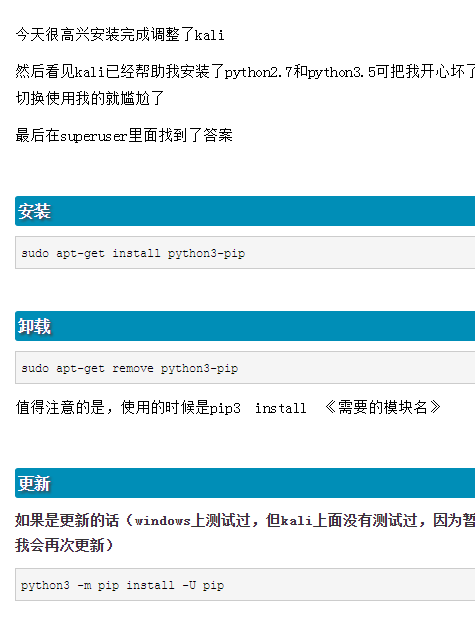 今天很高兴安装完成调整了kali
然后看见kali已经帮助我安装了python2.7和python3.5可把我开心坏了
切换使用我的就尴尬了
最后在superuser里面找到了答案
安装
sudo apt-get install python3-pip
卸载
sudo apt-get remove python3-pip
值得注意的是，使用的时候是pip3 install 《需要的模块名》
更新
如果是更新的话（windows上测试过，但kali上面没有测试过，因为暂
我会再次更新）
python3 -m pip install -U pip